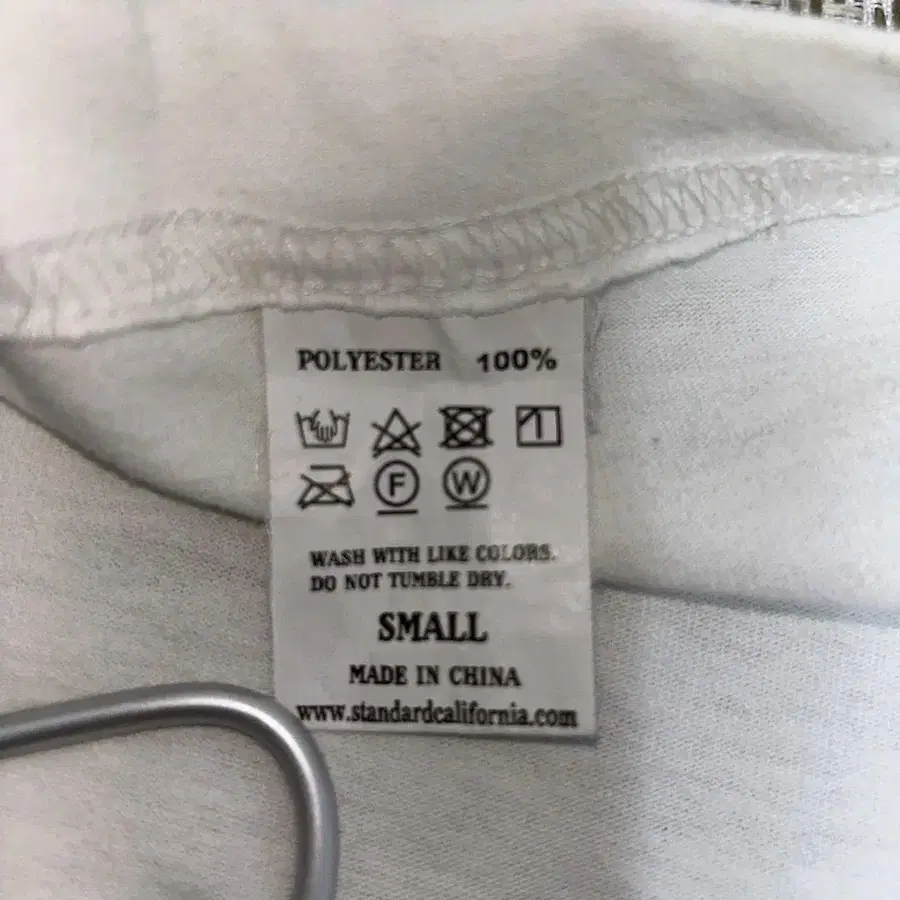 POLYESTER 100%
F W
WASH WITH LIKE COLORS.
DO NOT TUMBLE DRY.
SMALL
MADE IN CHINA
www.standardcalifornia.com